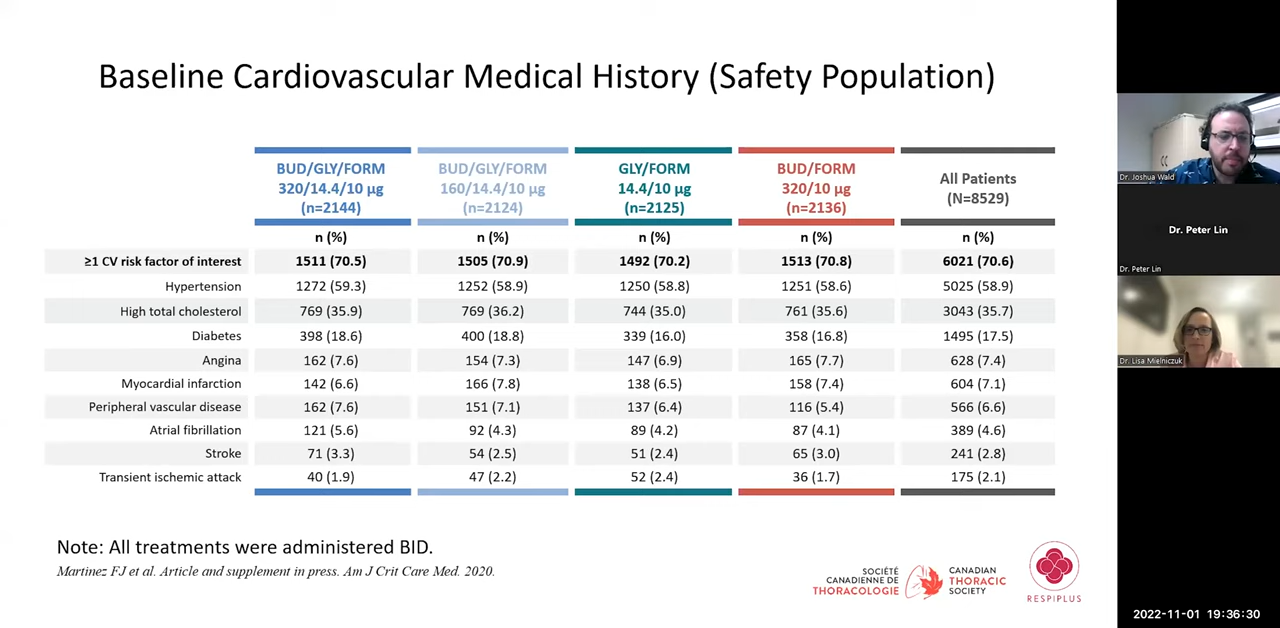 Baseline Cardiovascular Medical History (Safety Population)
BUD/GLY/FORM
320/14.4/10 µg
(n=2144)
BUD/GLY/FORM
160/14.4/10 µg
(n=2124)
GLY/FORM
14.4/10 µg
(n=2125)
BUD/FORM
320/10 µg
(n=2136)
All Patients
(N=8529)
n (%) n (%) n (%) n (%) n (%)
≥1 CV risk factor of interest 1511 (70.5) 1505 (70.9) 1492 (70.2) 1513 (70.8) 6021 (70.6)
Hypertension 1272 (59.3) 1252 (58.9) 1250 (58.8) 1251 (58.6) 5025 (58.9)
High total cholesterol 769 (35.9) 769 (36.2) 744 (35.0) 761 (35.6) 3043 (35.7)
Diabetes 398 (18.6) 400 (18.8) 339 (16.0) 358 (16.8) 1495 (17.5)
Angina 162 (7.6) 154 (7.3) 147 (6.9) 165 (7.7) 628 (7.4)
Myocardial infarction 142 (6.6) 166 (7.8) 138 (6.5) 158 (7.4) 604 (7.1)
Peripheral vascular disease 162 (7.6) 151 (7.1) 137 (6.4) 116 (5.4) 566 (6.6)
Atrial fibrillation 121 (5.6) 92 (4.3) 89 (4.2) 87 (4.1) 389 (4.6)
Stroke 71 (3.3) 54 (2.5) 51 (2.4) 65 (3.0) 241 (2.8)
Transient ischemic attack 40 (1.9) 47 (2.2) 52 (2.4) 36 (1.7) 175 (2.1)
Note: All treatments were administered BID.
Martinez FJ et al. Article and supplement in press. Am J Crit Care Med. 2020.
SOCIÉTÉ
CANADIENNE DE
THORACOLOGIE
CANADIAN
THORACIC
SOCIETY
RESPIPLUS
Dr. Joshua Wald
Dr. Peter Lin
Dr. Peter Lin
Dr. Lisa Mielniczuk
2022-11-01 19:36:30